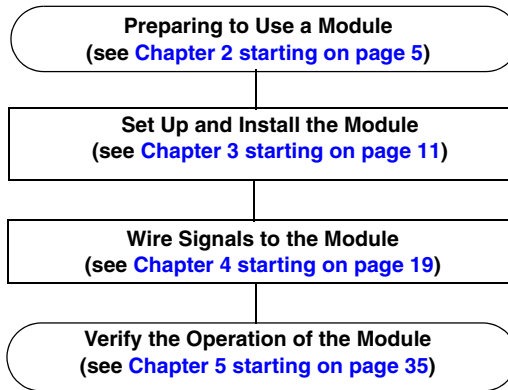 Preparing to Use a Module
(see Chapter 2 starting on page 5)
Set Up and Install the Module
(see Chapter 3 starting on page 11)
Wire Signals to the Module
(see Chapter 4 starting on page 19)
Verify the Operation of the Module
(see Chapter 5 starting on page 35)